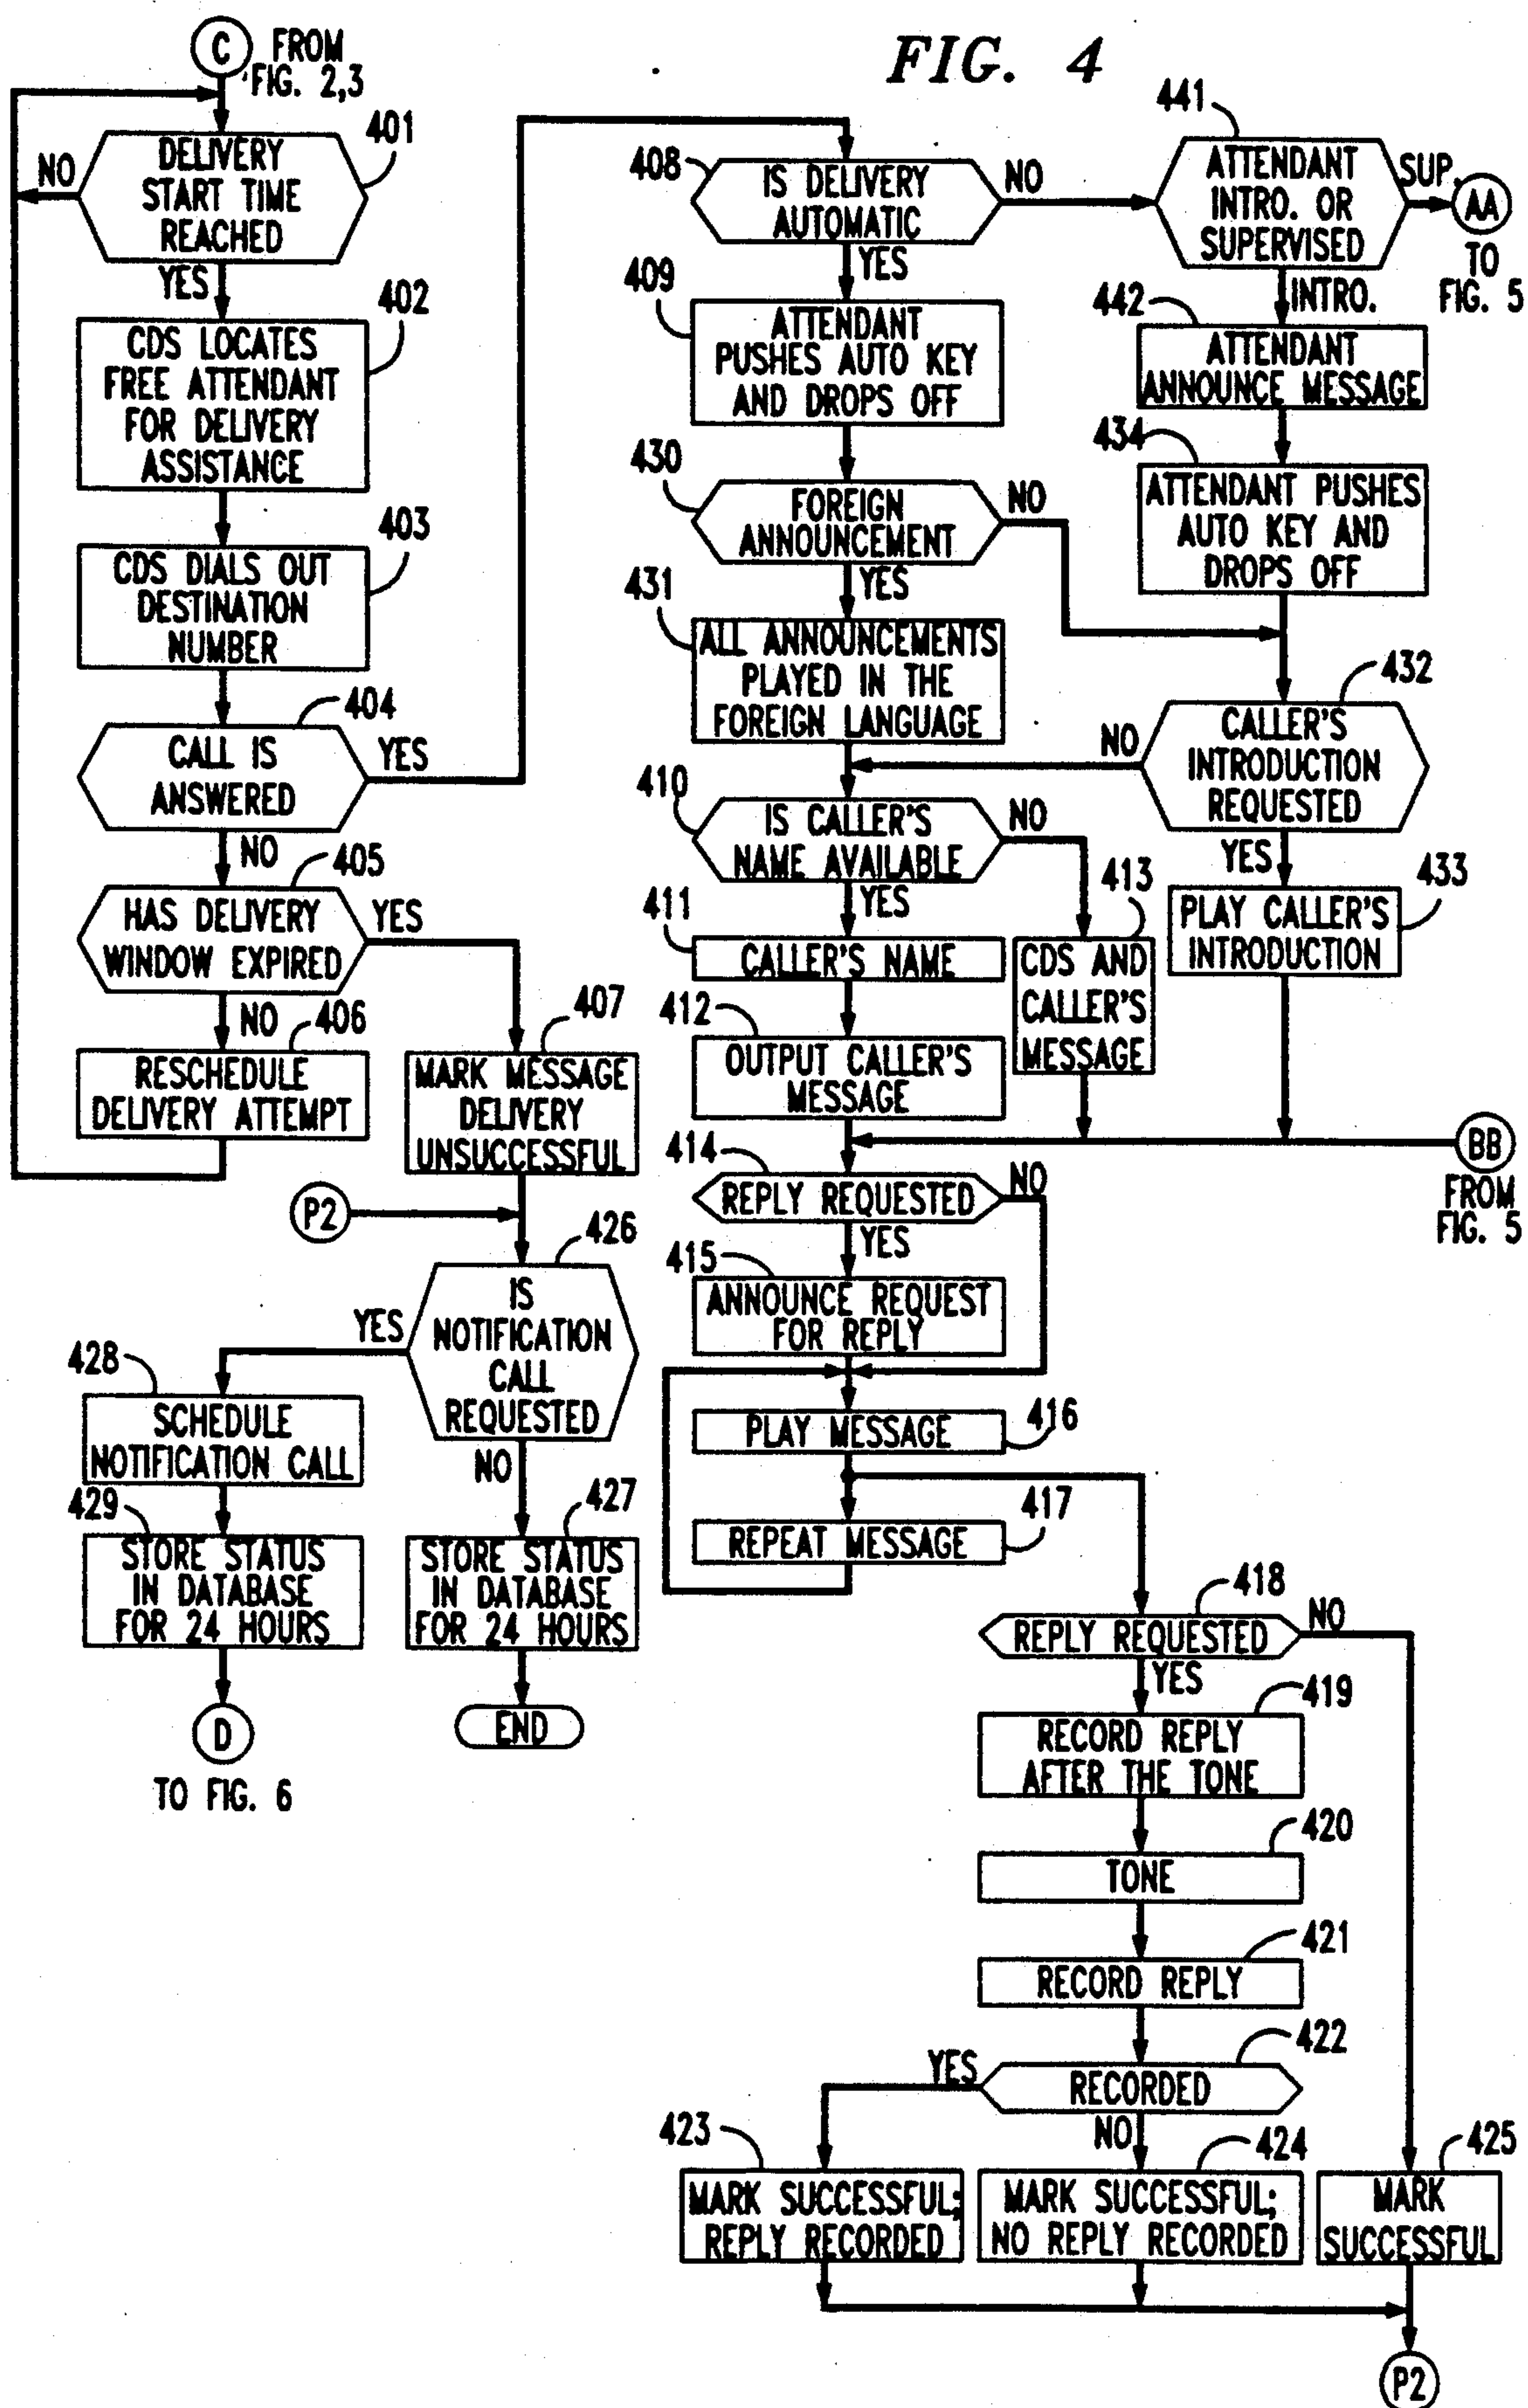 FIG. 4
C
FROM
FIG. 2,3
401
DELIVERY
START TIME
REACHED
NO
YES
402
CDS LOCATES
FREE ATTENDANT
FOR DELIVERY
ASSISTANCE
403
CDS DIALS OUT
DESTINATION
NUMBER
404
CALL IS
ANSWERED
YES
NO
405
HAS DELIVERY
WINDOW EXPIRED
YES
NO
406
RESCHEDULE
DELIVERY ATTEMPT
407
MARK MESSAGE
DELIVERY
UNSUCCESSFUL
P2
426
IS
NOTIFICATION
CALL
REQUESTED
YES
NO
428
SCHEDULE
NOTIFICATION CALL
429
STORE STATUS
IN DATABASE
FOR 24 HOURS
D
TO FIG. 6
427
STORE STATUS
IN DATABASE
FOR 24 HOURS
END
408
IS DELIVERY
AUTOMATIC
NO
YES
409
ATTENDANT
PUSHES AUTO KEY
AND DROPS OFF
430
FOREIGN
ANNOUNCEMENT
NO
YES
431
ALL ANNOUNCEMENTS
PLAYED IN THE
FOREIGN LANGUAGE
441
ATTENDANT
INTRO. OR
SUPERVISED
SUP.
AA
TO
FIG. 5
INTRO.
442
ATTENDANT
ANNOUNCE MESSAGE
434
ATTENDANT PUSHES
AUTO KEY AND
DROPS OFF
432
CALLER'S
INTRODUCTION
REQUESTED
NO
YES
433
PLAY CALLER'S
INTRODUCTION
410
IS CALLER'S
NAME AVAILABLE
NO
YES
411
CALLER'S NAME
413
CDS AND
CALLER'S
MESSAGE
412
OUTPUT CALLER'S
MESSAGE
BB
FROM
FIG. 5
414
REPLY REQUESTED
NO
YES
415
ANNOUNCE REQUEST
FOR REPLY
PLAY MESSAGE
416
REPEAT MESSAGE
417
418
REPLY REQUESTED
NO
YES
419
RECORD REPLY
AFTER THE TONE
420
TONE
421
RECORD REPLY
422
RECORDED
YES
NO
423
MARK SUCCESSFUL;
REPLY RECORDED
424
MARK SUCCESSFUL;
NO REPLY RECORDED
425
MARK
SUCCESSFUL
P2